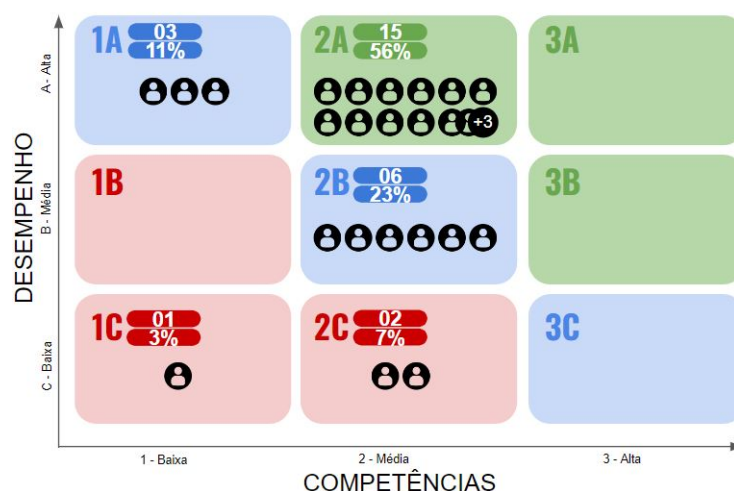 1A
03
11%
2A
15
56%
3A
+3
A - Alta
1B
2B
06
23%
3B
B - Média
DESEMPENHO
1C
01
3%
2C
02
7%
3C
C - Baixa
1 - Baixa
2 - Média
3 - Alta
COMPETÊNCIAS